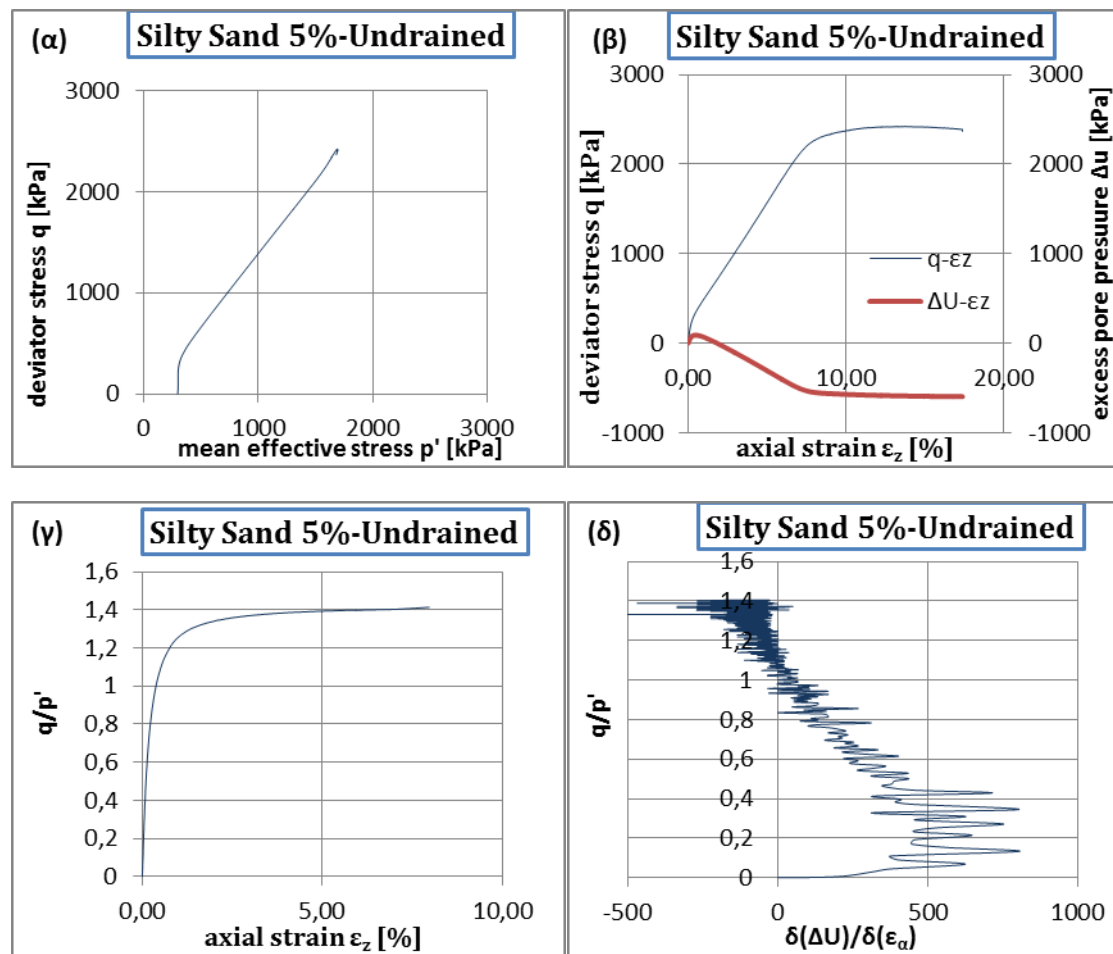 (α)
Silty Sand 5%-Undrained
deviator stress q [kPa]
3000
2000
1000
0
0 1000 2000 3000
mean effective stress p' [kPa]
(β)
Silty Sand 5%-Undrained
deviator stress q [kPa]
3000
2000
1000
0
-1000
q-εz
ΔU-εz
0,00 10,00 20,00
axial strain εz [%]
3000
2000
1000
0
-1000
excess pore presuure Δu [kPa]
(γ)
Silty Sand 5%-Undrained
q/p'
1,6
1,4
1,2
1
0,8
0,6
0,4
0,2
0
0,00 5,00 10,00
axial strain εz [%]
(δ)
Silty Sand 5%-Undrained
q/p'
1,6
1,4
1,2
1
0,8
0,6
0,4
0,2
0
-500 0 500 1000
δ(ΔU)/δ(εα)